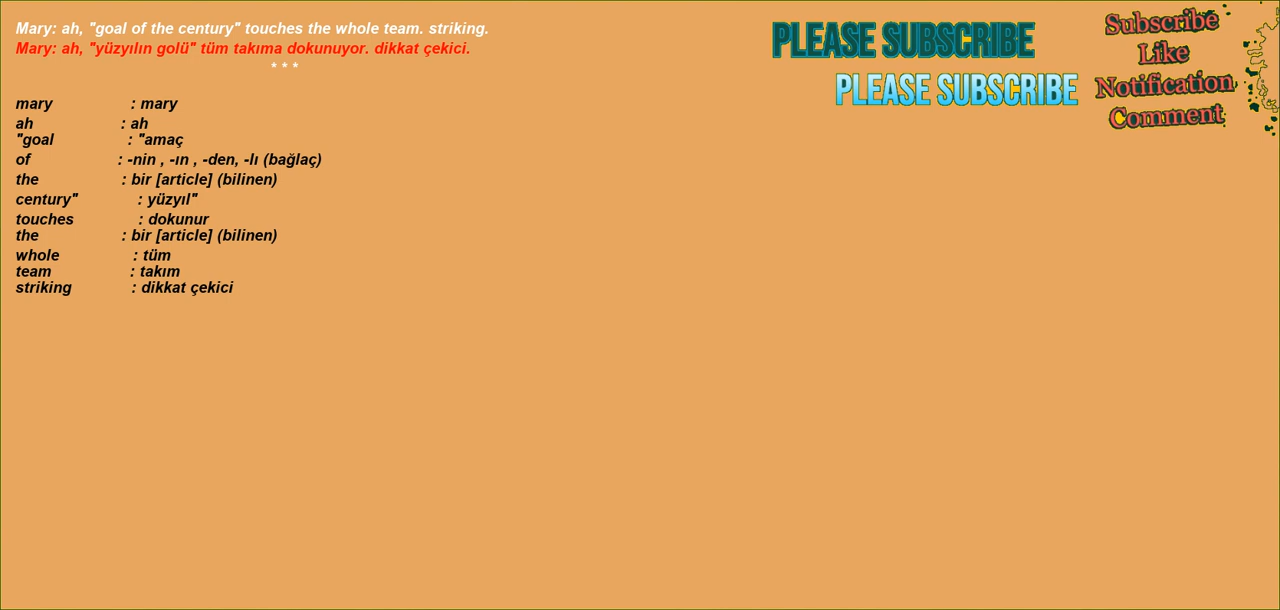 Mary: ah, "goal of the century" touches the whole team. striking.
Mary: ah, "yüzyılın golü" tüm takıma dokunuyor. dikkat çekici.
* * *
mary : mary
ah : ah
"goal : "amaç
of : -nin , -ın , -den, -lı (bağlaç)
the : bir [article] (bilinen)
century" : yüzyıl"
touches : dokunur
the : bir [article] (bilinen)
whole : tüm
team : takım
striking : dikkat çekici
PLEASE SUBSCRIBE
PLEASE SUBSCRIBE
Subscribe
Like
Notification
Comment